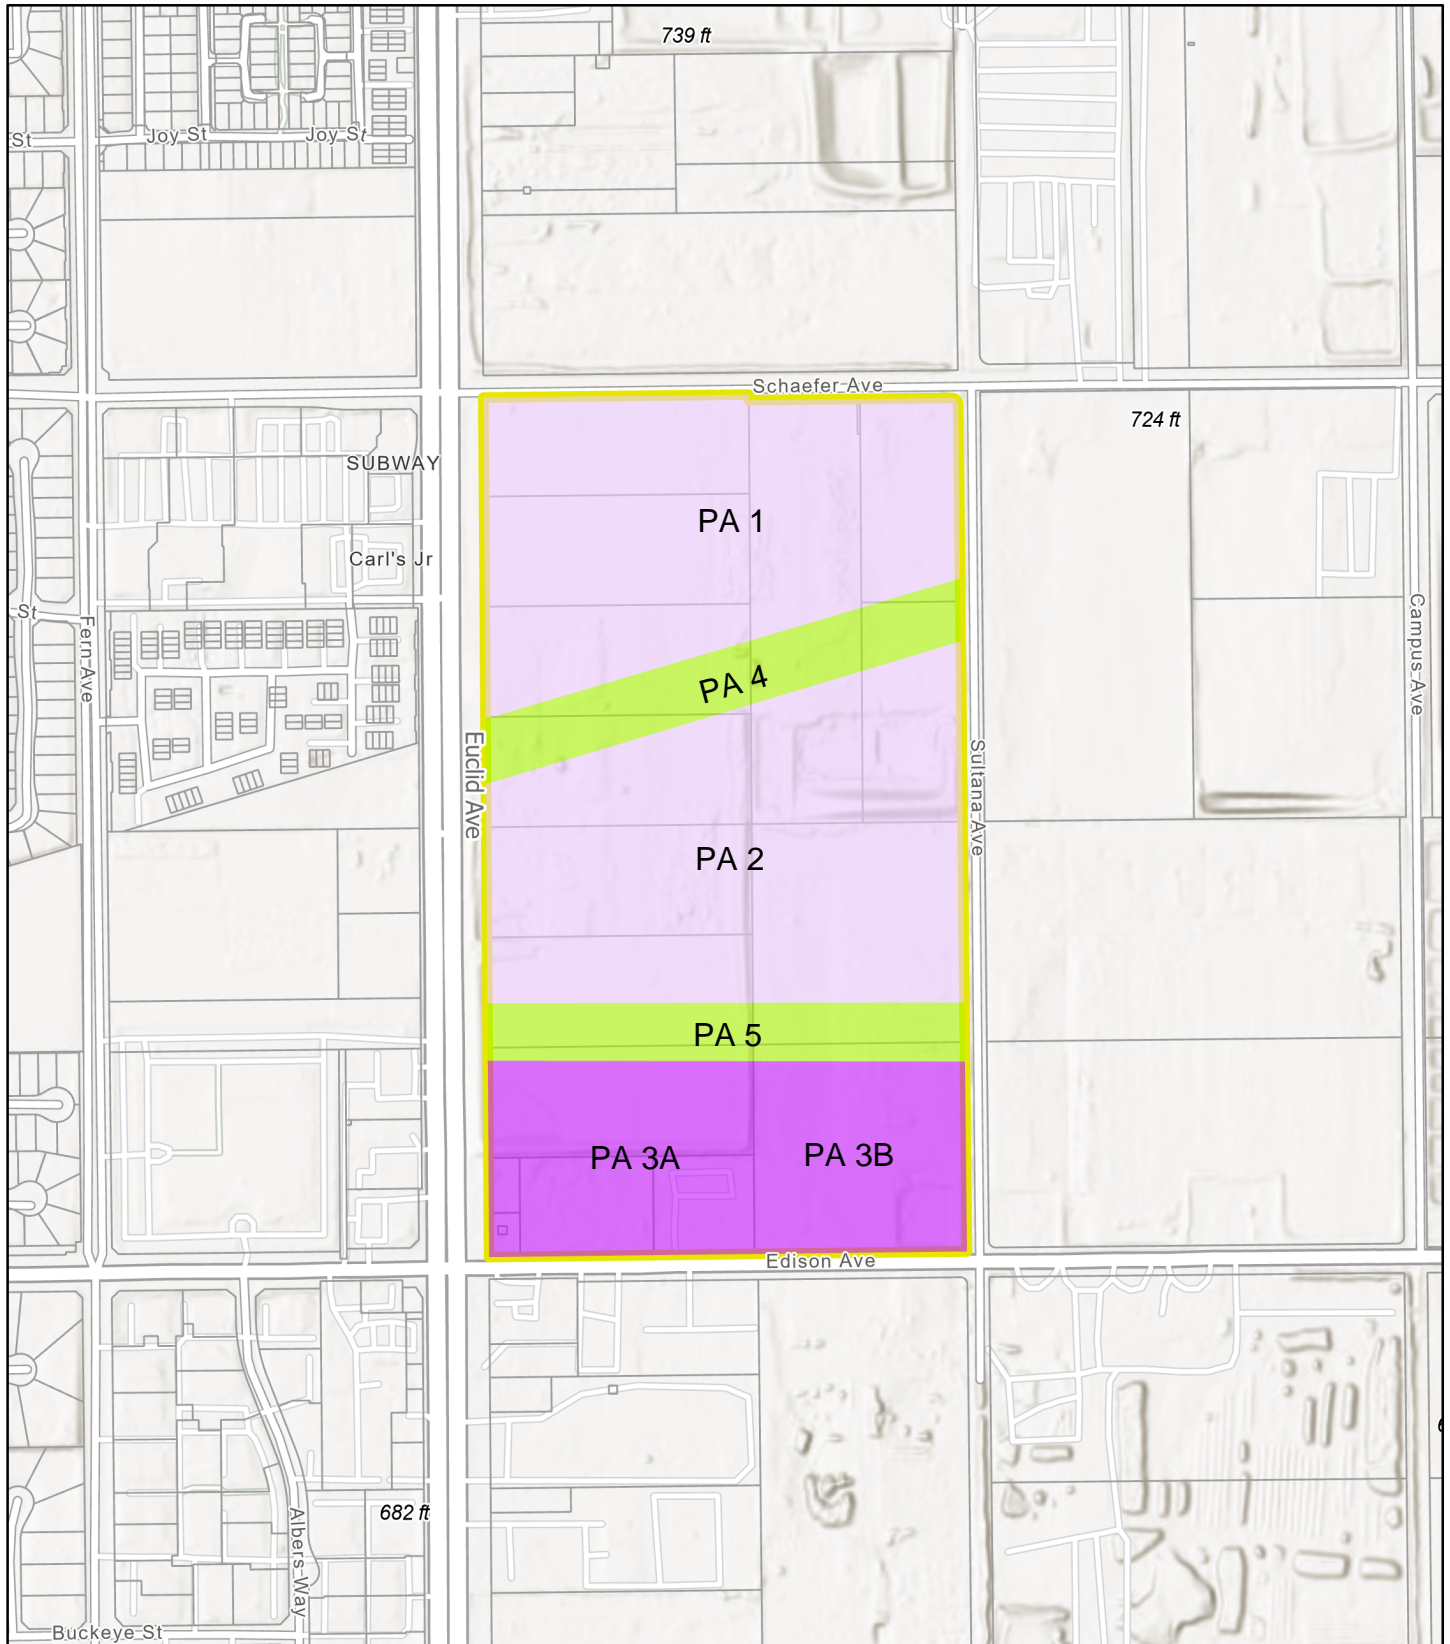 739 ft
St
Joy St
Joy St
Schaefer Ave
724 ft
SUBWAY
PA 1
Carl's Jr
St
Fern Ave
Campus Ave
PA 4
Euclid Ave
Sultana Ave
PA 2
PA 5
PA 3A
PA 3B
Edison Ave
682 ft
Albers Way
Buckeye St